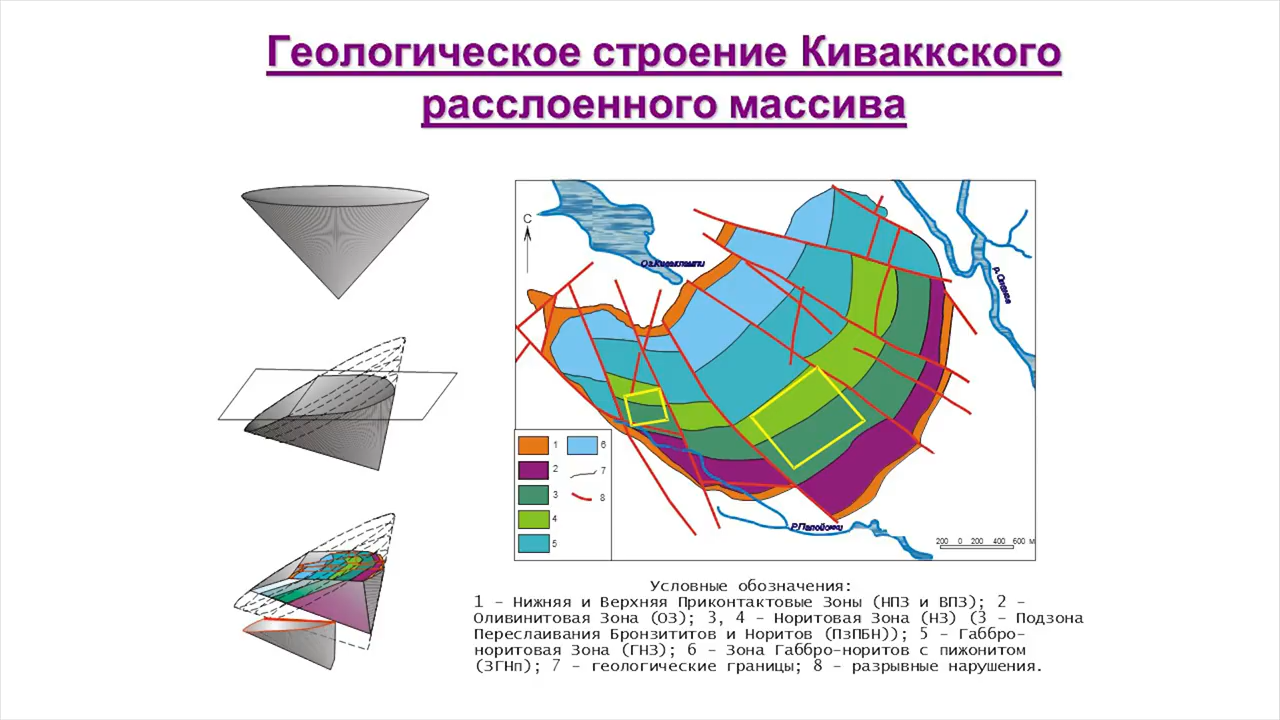 Геологическое строение Киваккского
расслоенного массива
С
Оз.Кивакклампи
р. Оланга
1
6
2
7
3
8
4
5
200 0 200 400 600 м
Условные обозначения:
1 – Нижняя и Верхняя Приконтактовые Зоны (НПЗ и ВПЗ); 2 –
Оливинитовая Зона (ОЗ); 3, 4 – Норитовая Зона (НЗ) (3 – Подзона
Переслаивания Бронзититов и Норитов (ПзПБН)); 5 – Габбро-
норитовая Зона (ГНЗ); 6 – Зона Габбро-норитов с пижонитом
(ЗГНп); 7 – геологические границы; 8 – разрывные нарушения.